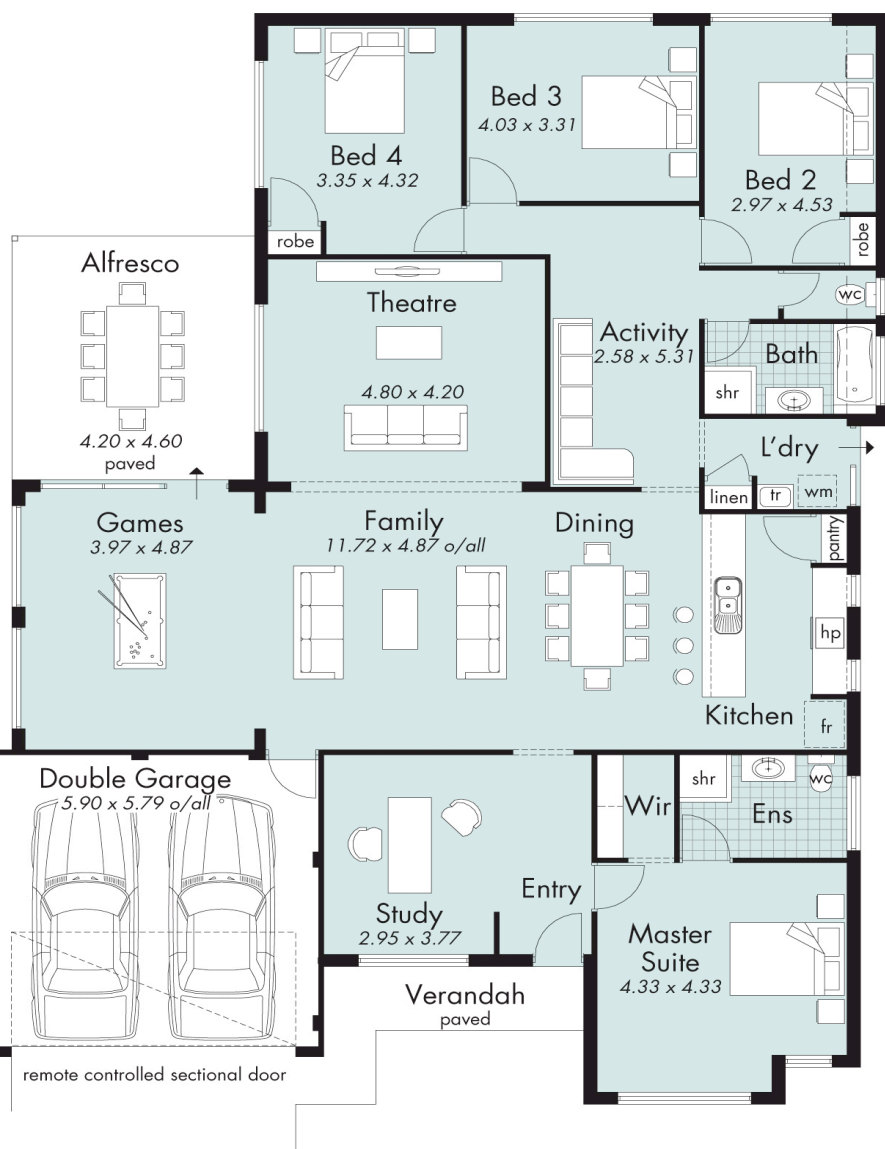 Bed 4
3.35 x 4.32
robe
Bed 3
4.03 x 3.31
Bed 2
2.97 x 4.53
robe
Alfresco
4.20 x 4.60
paved
Theatre
4.80 x 4.20
Activity
2.58 x 5.31
wc
Bath
shr
L'dry
linen
tr
wm
Games
3.97 x 4.87
Family
11.72 x 4.87 o/all
Dining
pantry
hp
Kitchen
fr
Double Garage
5.90 x 5.79 o/all
Wir
shr
wc
Ens
Study
2.95 x 3.77
Entry
Master
Suite
4.33 x 4.33
Verandah
paved
remote controlled sectional door